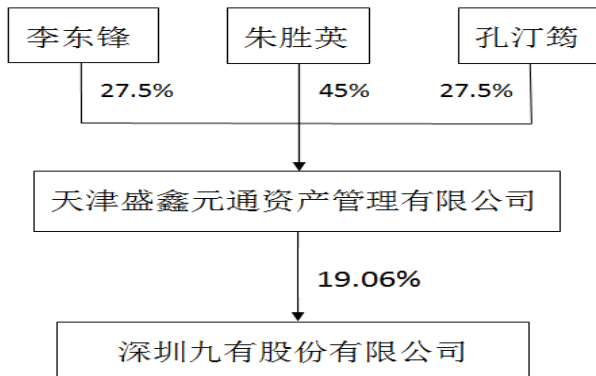 李东锋 朱胜英 孔汀筠
27.5% 45% 27.5%
天津盛鑫元通资产管理有限公司
19.06%
深圳九有股份有限公司